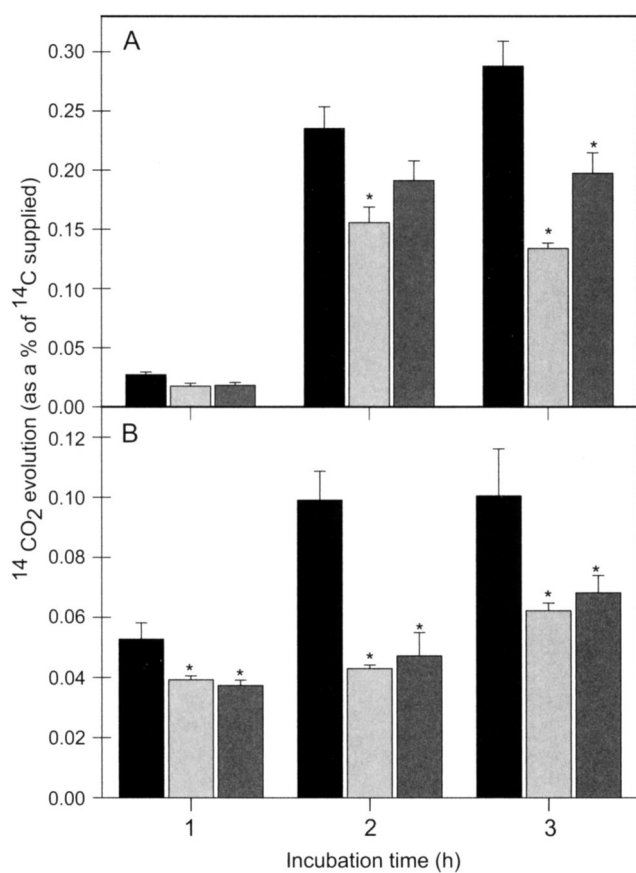 A
0.30
0.25
0.20
0.15
0.10
0.05
0.00
* * *
B
0.12
0.10
0.08
0.06
0.04
0.02
0.00
* * * * * *
14CO2 evolution (as a % of 14C supplied)
1 2 3
Incubation time (h)